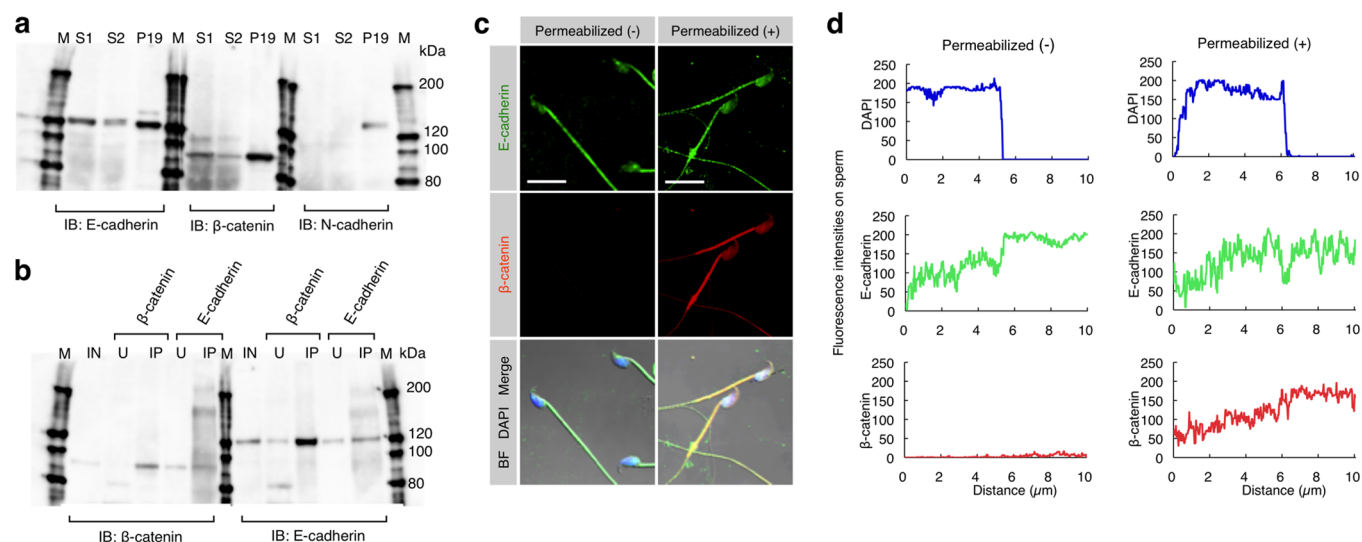 a
M S1 S2 P19 M S1 S2 P19 M S1 S2 P19 M
kDa
200
120
100
80
IB: E-cadherin IB: β-catenin IB: N-cadherin
b
β-catenin E-cadherin β-catenin E-cadherin
M IN U IP U IP M IN U IP U IP M kDa
200
120
100
80
IB: β-catenin IB: E-cadherin
c
Permeabilized (-) Permeabilized (+)
E-cadherin
β-catenin
BF DAPI Merge
d
Permeabilized (-) Permeabilized (+)
Fluorescence intensities on sperm
DAPI
250
200
150
100
50
0
0 2 4 6 8 10
DAPI
250
200
150
100
50
0
0 2 4 6 8 10
E-cadherin
250
200
150
100
50
0
0 2 4 6 8 10
E-cadherin
250
200
150
100
50
0
0 2 4 6 8 10
β-catenin
250
200
150
100
50
0
0 2 4 6 8 10
Distance (µm)
β-catenin
250
200
150
100
50
0
0 2 4 6 8 10
Distance (µm)